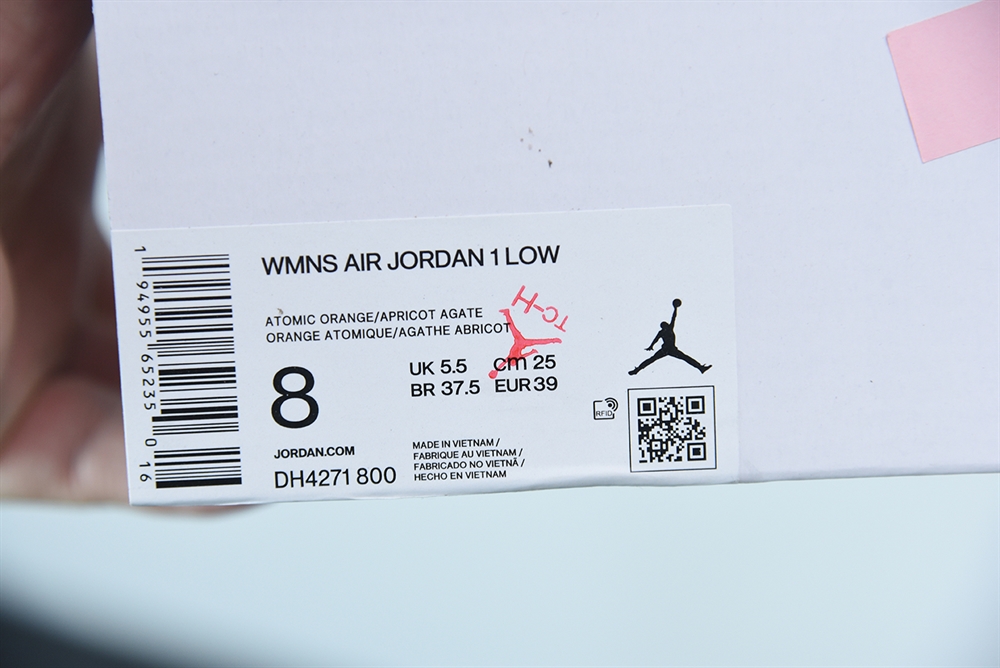 WMNS AIR JORDAN 1 LOW
ATOMIC ORANGE/APRICOT AGATE
ORANGE ATOMIQUE/AGATHE ABRICOT
TC-H
8
UK 5.5 cm 25
BR 37.5 EUR 39
RFID
JORDAN.COM
DH4271 800
MADE IN VIETNAM /
FABRIQUE AU VIETNAM /
FABRICADO NO VIETNÃ /
HECHO EN VIETNAM
1 94955 65235 0 16